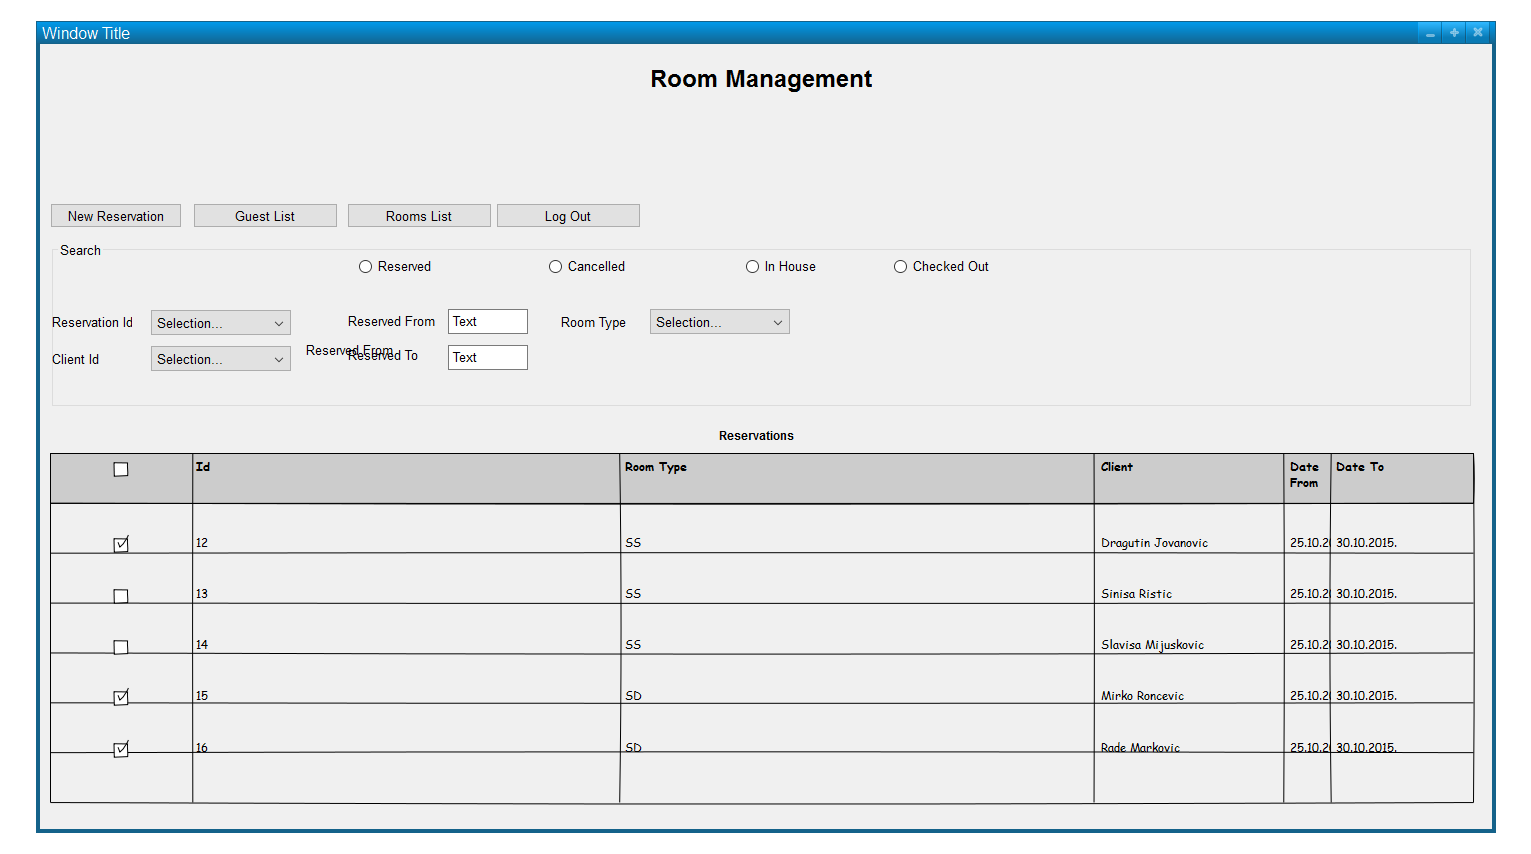 Window Title
Room Management
New Reservation Guest List Rooms List Log Out
Search
Reserved Cancelled In House Checked Out
Reservation Id Selection... Reserved From Text Room Type Selection...
Client Id Selection... Reserved From Reserved To Text
Reservations
Id Room Type Client Date From Date To
12 SS Dragutin Jovanovic 25.10.2 30.10.2015.
13 SS Sinisa Ristic 25.10.2 30.10.2015.
14 SS Slavisa Mijuskovic 25.10.2 30.10.2015.
15 SD Mirko Roncevic 25.10.2 30.10.2015.
16 SD Rade Markovic 25.10.2 30.10.2015.